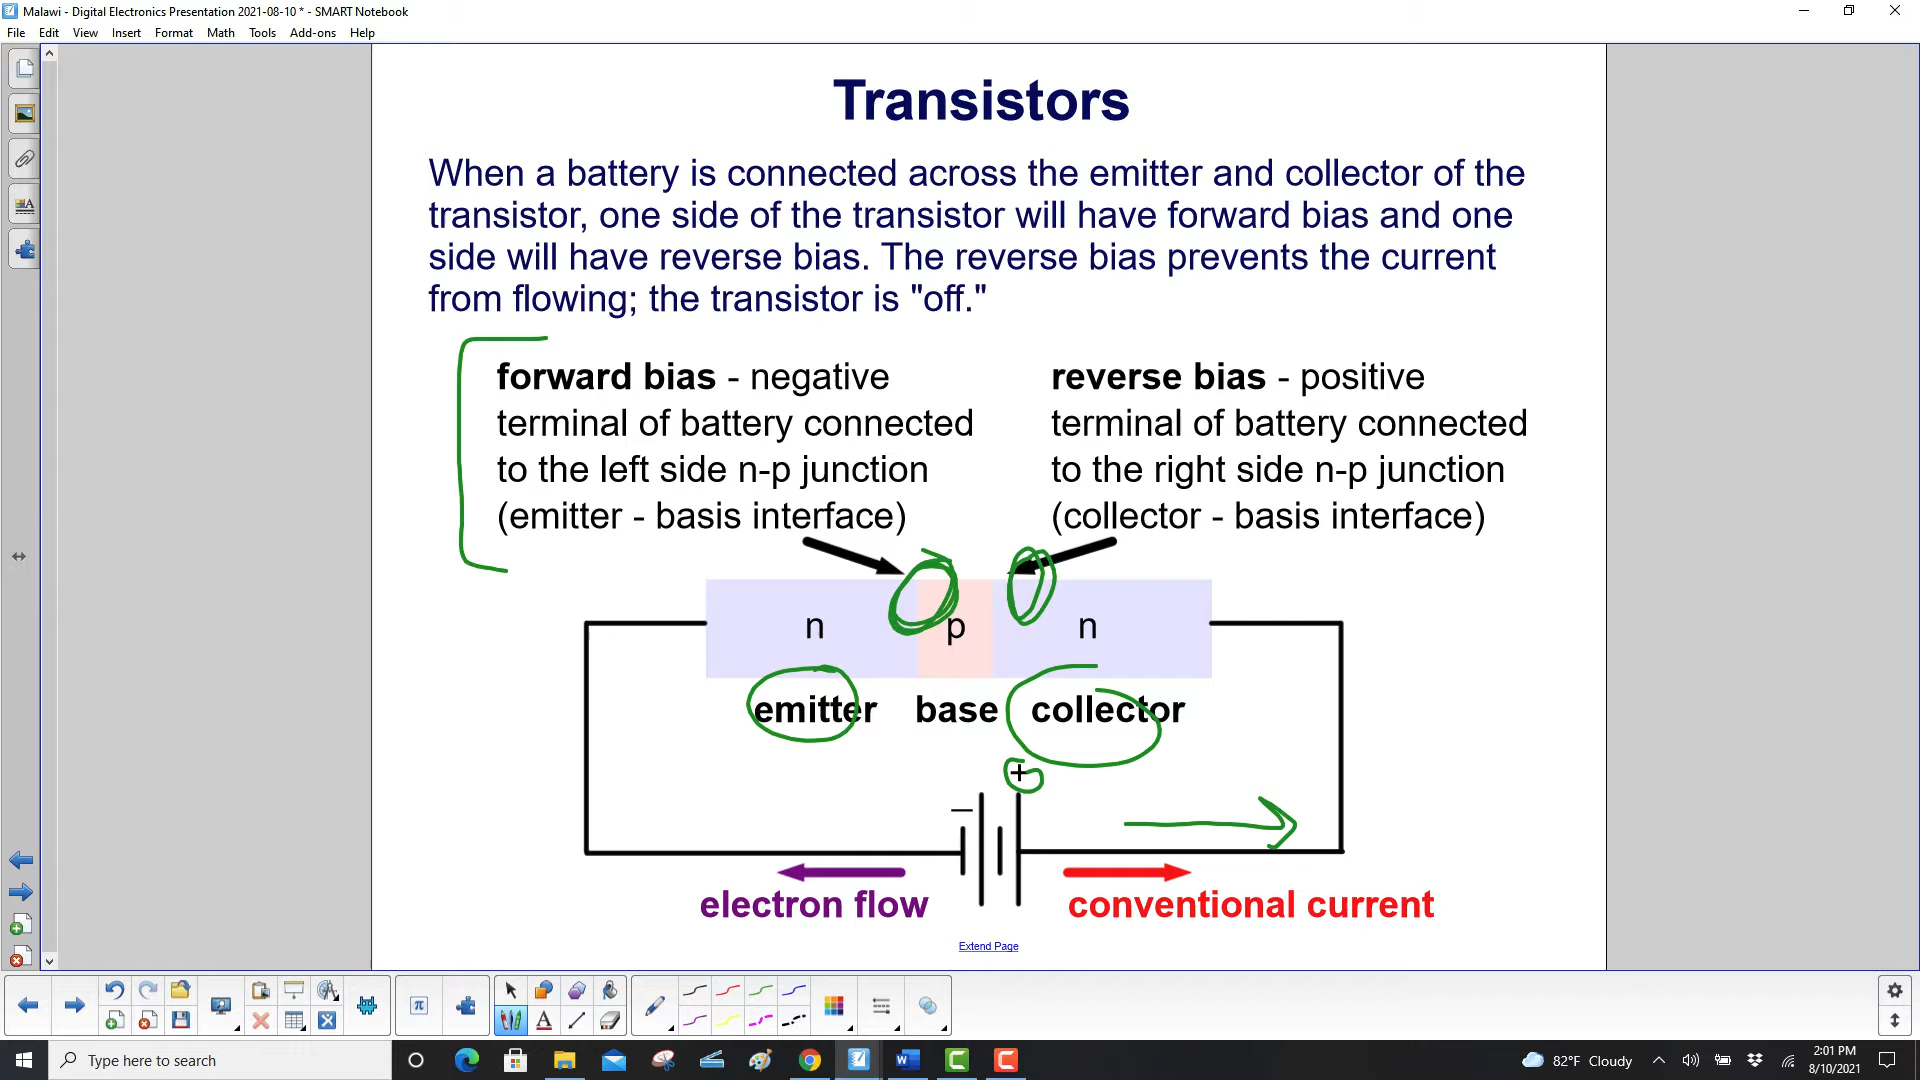 Malawi - Digital Electronics Presentation 2021-08-10 * - SMART Notebook
File Edit View Insert Format Math Tools Add-ons Help
Transistors
When a battery is connected across the emitter and collector of the
transistor, one side of the transistor will have forward bias and one
side will have reverse bias. The reverse bias prevents the current
from flowing; the transistor is "off."
forward bias - negative
terminal of battery connected
to the left side n-p junction
(emitter - basis interface)
reverse bias - positive
terminal of battery connected
to the right side n-p junction
(collector - basis interface)
n p n
emitter base collector
+
−
electron flow
conventional current
Extend Page
π
A
Type here to search
82°F Cloudy
2:01 PM
8/10/2021